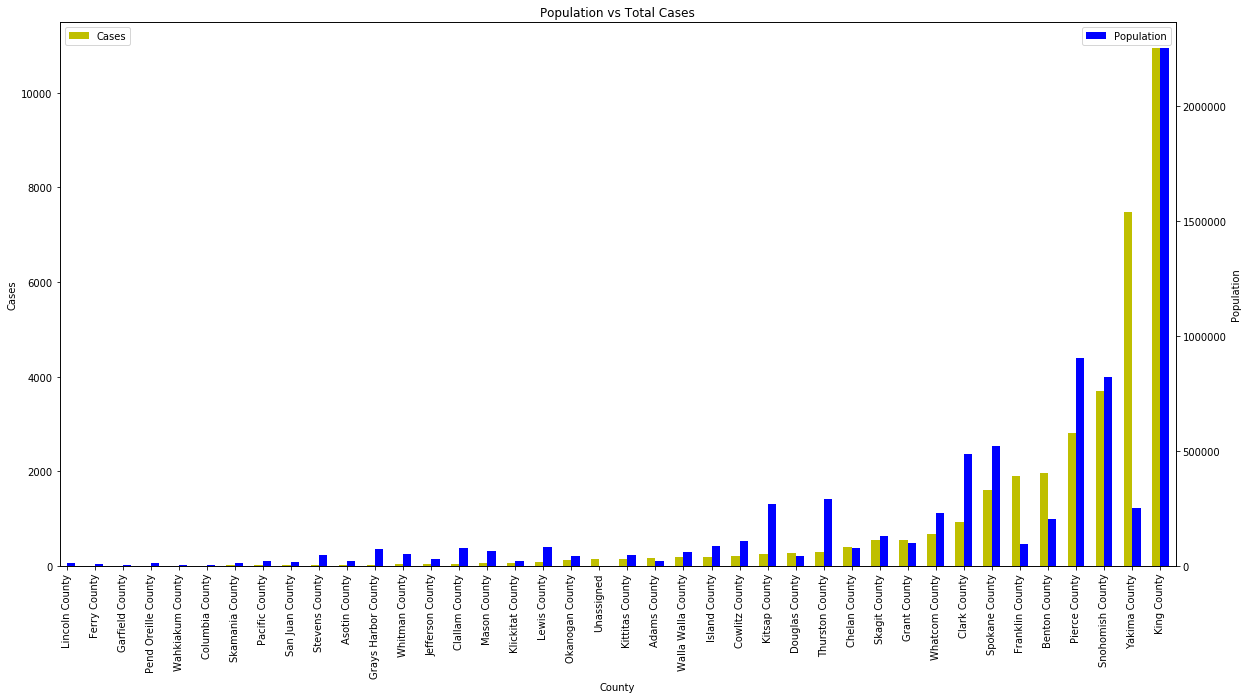 Population vs Total Cases
Cases
Population
10000
8000
6000
4000
2000
0
Cases
2000000
1500000
1000000
500000
0
Population
Lincoln County
Ferry County
Garfield County
Pend Oreille County
Wahkiakum County
Columbia County
Skamania County
Pacific County
San Juan County
Stevens County
Asotin County
Grays Harbor County
Whitman County
Jefferson County
Clallam County
Mason County
Klickitat County
Lewis County
Okanogan County
Unassigned
Kittitas County
Adams County
Walla Walla County
Island County
Cowlitz County
Kitsap County
Douglas County
Thurston County
Chelan County
Skagit County
Grant County
Whatcom County
Clark County
Spokane County
Franklin County
Benton County
Pierce County
Snohomish County
Yakima County
King County
County